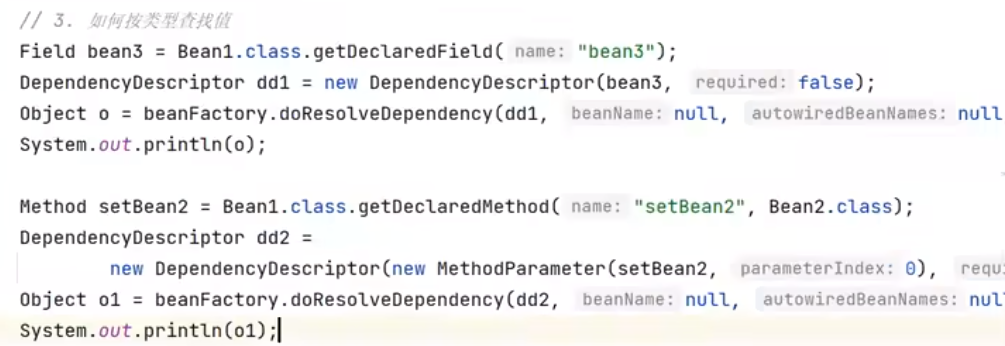 // 3. 如何按类型查找值
Field bean3 = Bean1.class.getDeclaredField( name: "bean3");
DependencyDescriptor dd1 = new DependencyDescriptor(bean3, required: false);
Object o = beanFactory.doResolveDependency(dd1, beanName: null, autowiredBeanNames: null
System.out.println(o);
Method setBean2 = Bean1.class.getDeclaredMethod( name: "setBean2", Bean2.class);
DependencyDescriptor dd2 =
new DependencyDescriptor(new MethodParameter(setBean2, parameterIndex: 0), requ
Object o1 = beanFactory.doResolveDependency(dd2, beanName: null, autowiredBeanNames: nul
System.out.println(o1);